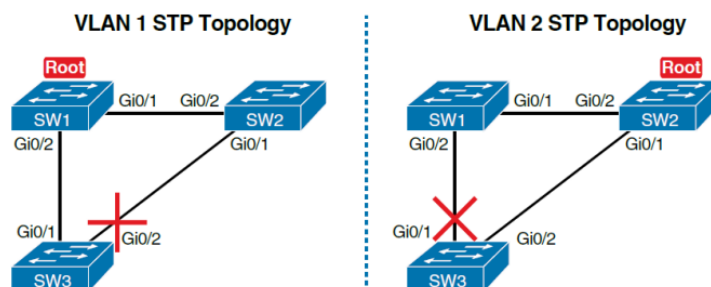 VLAN 1 STP Topology
Root
Gi0/1
Gi0/2
SW1
SW2
Gi0/2
Gi0/1
Gi0/1
Gi0/2
SW3
VLAN 2 STP Topology
Root
Gi0/1
Gi0/2
SW1
SW2
Gi0/2
Gi0/1
Gi0/1
Gi0/2
SW3